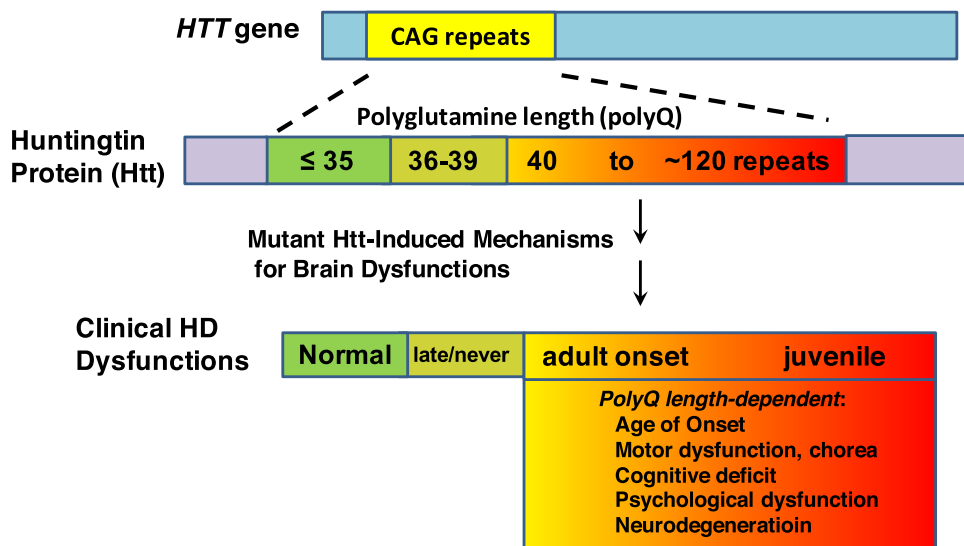 HTT gene
CAG repeats
Polyglutamine length (polyQ)
Huntingtin
Protein (Htt)
≤ 35
36-39
40 to ~120 repeats
Mutant Htt-Induced Mechanisms
for Brain Dysfunctions
Clinical HD
Dysfunctions
Normal
late/never
adult onset
juvenile
PolyQ length-dependent:
Age of Onset
Motor dysfunction, chorea
Cognitive deficit
Psychological dysfunction
Neurodegeneratioin